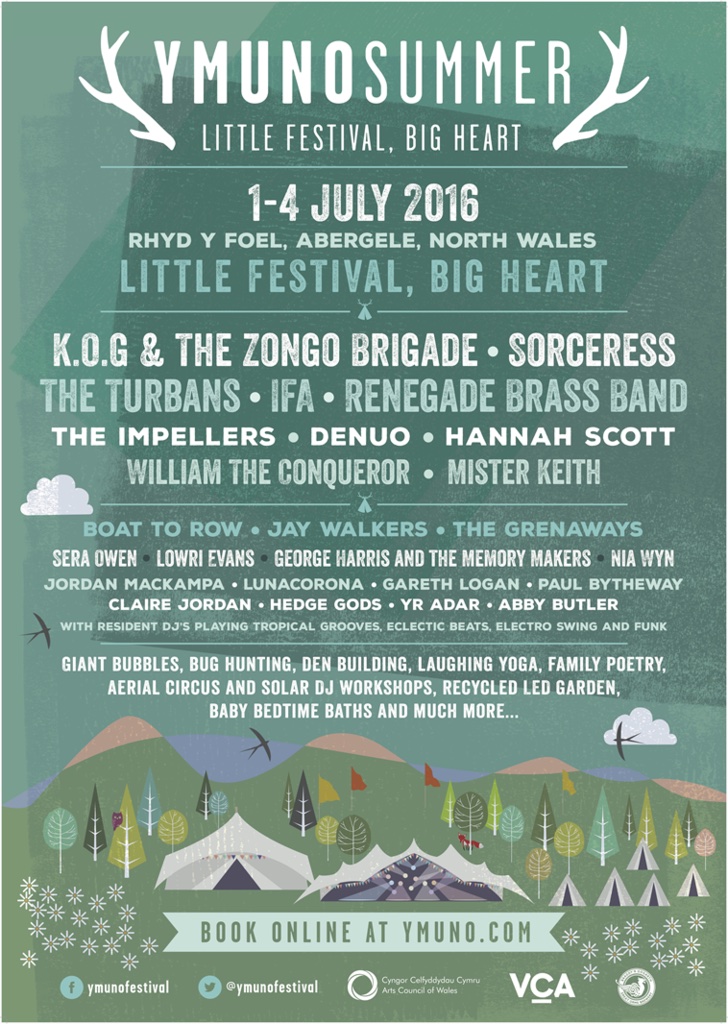 YMUNOSUMMER
LITTLE FESTIVAL, BIG HEART
1-4 JULY 2016
RHYD Y FOEL, ABERGELE, NORTH WALES
LITTLE FESTIVAL, BIG HEART
K.O.G & THE ZONGO BRIGADE • SORCERESS
THE TURBANS • IFA • RENEGADE BRASS BAND
THE IMPELLERS • DENUO • HANNAH SCOTT
WILLIAM THE CONQUEROR • MISTER KEITH
BOAT TO ROW • JAY WALKERS • THE GRENAWAYS
SERA OWEN • LOWRI EVANS • GEORGE HARRIS AND THE MEMORY MAKERS • NIA WYN
JORDAN MACKAMPA • LUNACORONA • GARETH LOGAN • PAUL BYTHEWAY
CLAIRE JORDAN • HEDGE GODS • YR ADAR • ABBY BUTLER
WITH RESIDENT DJ'S PLAYING TROPICAL GROOVES, ECLECTIC BEATS, ELECTRO SWING AND FUNK
GIANT BUBBLES, BUG HUNTING, DEN BUILDING, LAUGHING YOGA, FAMILY POETRY,
AERIAL CIRCUS AND SOLAR DJ WORKSHOPS, RECYCLED LED GARDEN,
BABY BEDTIME BATHS AND MUCH MORE...
BOOK ONLINE AT YMUNO.COM
ymunofestival
@ymunofestival
Cyngor Celfyddydau Cymru
Arts Council of Wales
VCA